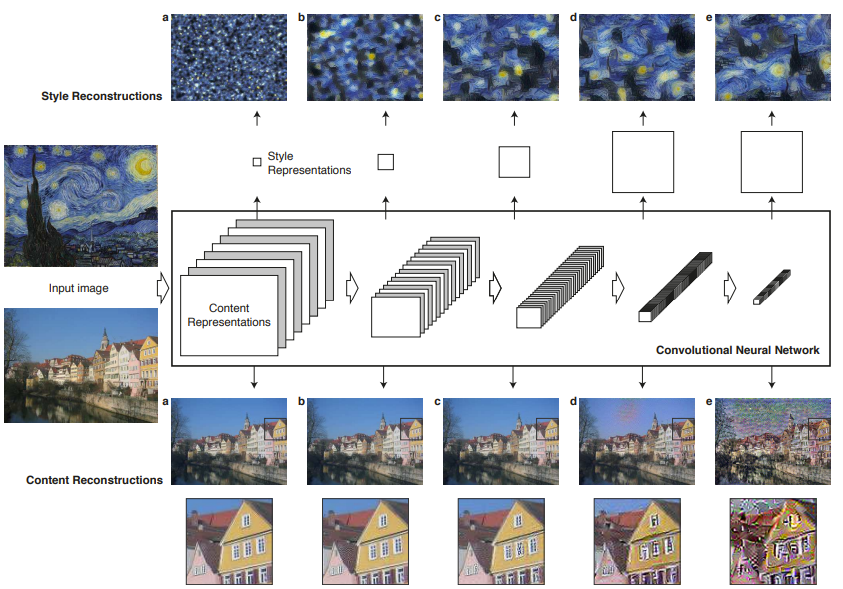 a
b
c
d
e
Style Reconstructions
Style
Representations
Input image
Content
Representations
Convolutional Neural Network
a
b
c
d
e
Content Reconstructions